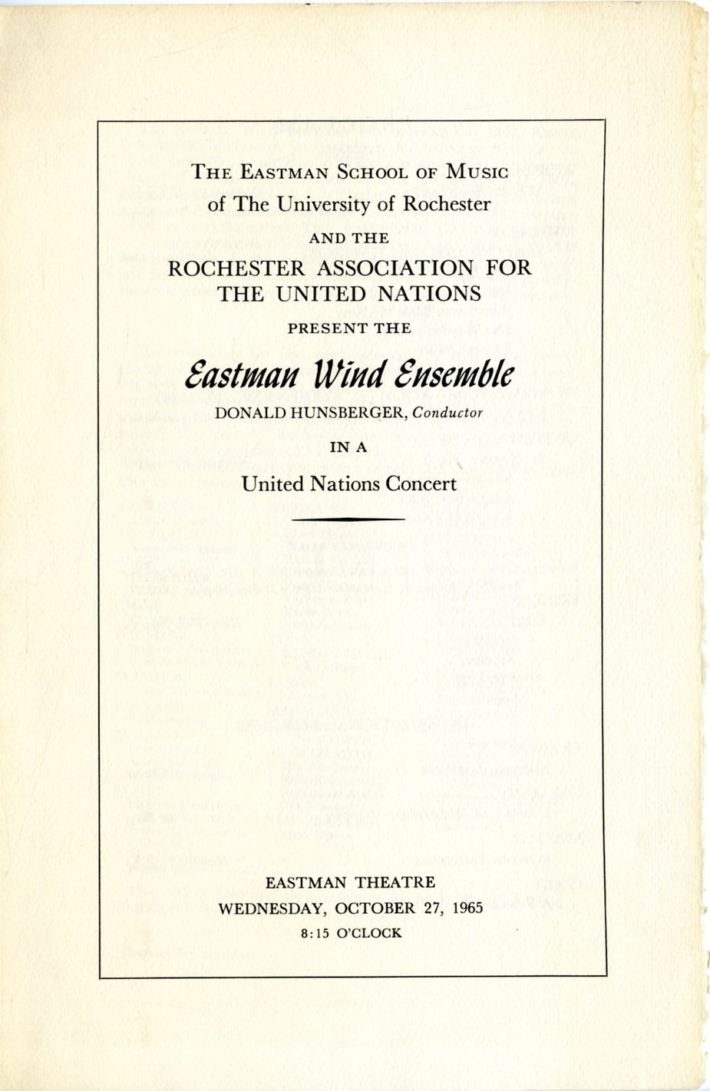 THE EASTMAN SCHOOL OF MUSIC
of The University of Rochester
AND THE
ROCHESTER ASSOCIATION FOR
THE UNITED NATIONS
PRESENT THE
Eastman Wind Ensemble
DONALD HUNSBERGER, Conductor
IN A
United Nations Concert
EASTMAN THEATRE
WEDNESDAY, OCTOBER 27, 1965
8:15 O'CLOCK